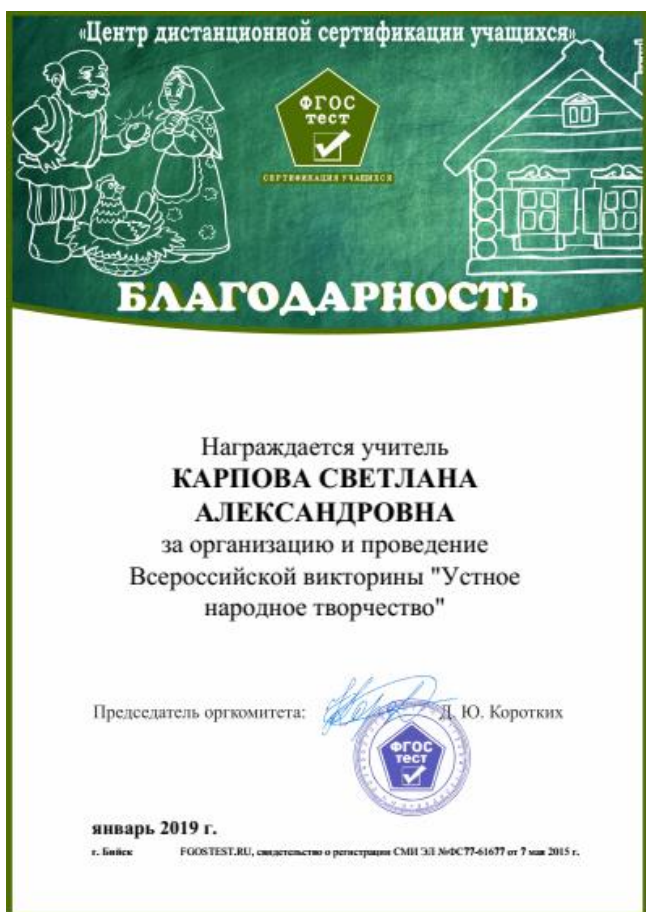 «Центр дистанционной сертификации учащихся»
ФГОС
тест
СЕРТИФИКАЦИЯ УЧАЩИХСЯ
БЛАГОДАРНОСТЬ
Награждается учитель
КАРПОВА СВЕТЛАНА
АЛЕКСАНДРОВНА
за организацию и проведение
Всероссийской викторины "Устное
народное творчество"
Председатель оргкомитета: Д. Ю. Коротких
ФГОС
тест
январь 2019 г.
г. Бийск FGOSTEST.RU, свидетельство о регистрации СМИ ЭЛ №ФС77-61677 от 7 мая 2015 г.